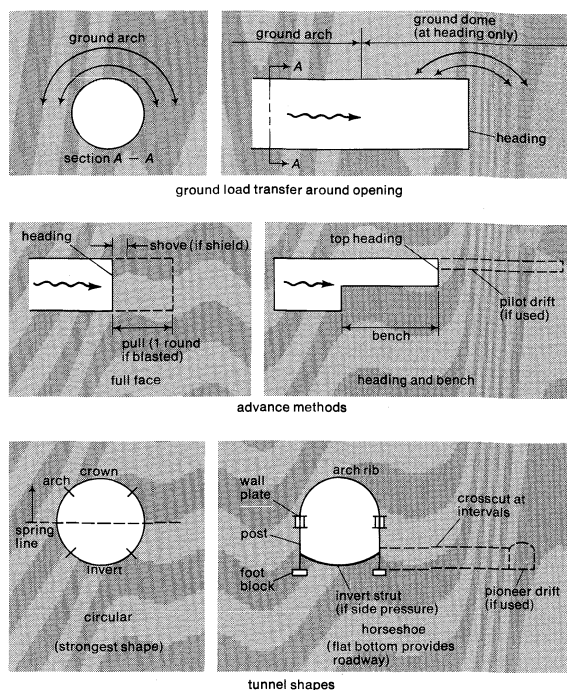 ground arch
section A – A
ground arch
ground dome
(at heading only)
A
A
heading
ground load transfer around opening
heading
shove (if shield)
pull (1 round
if blasted)
full face
top heading
pilot drift
(if used)
bench
heading and bench
advance methods
crown
arch
spring
line
invert
circular
(strongest shape)
arch rib
wall
plate
post
foot
block
crosscut at
intervals
pioneer drift
(if used)
invert strut
(if side pressure)
horseshoe
(flat bottom provides
roadway)
tunnel shapes